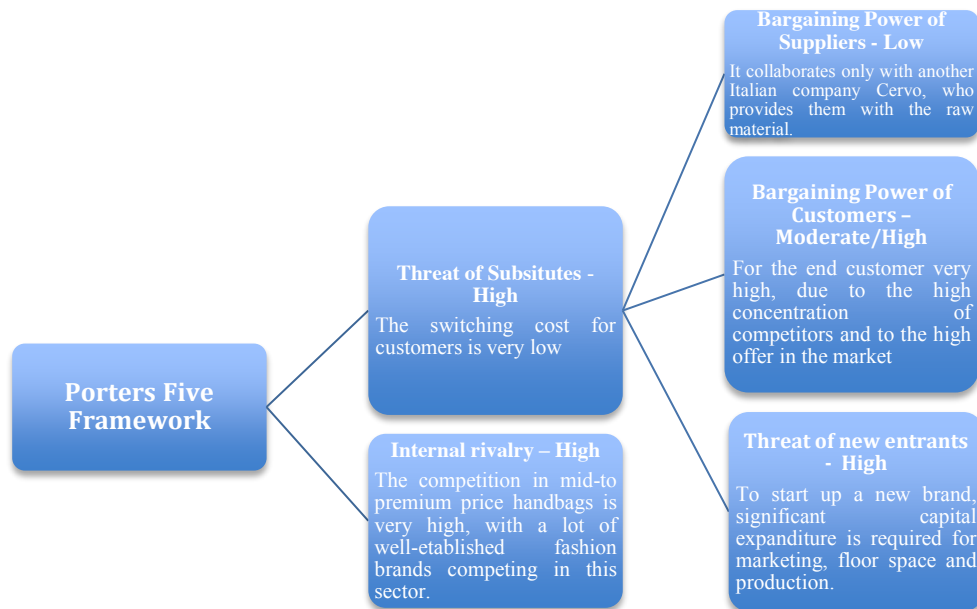 Porters Five
Framework
Threat of Subsitutes -
High
The switching cost for
customers is very low
Internal rivalry – High
The competition in mid-to
premium price handbags is
very high, with a lot of
well-etablished fashion
brands competing in this
sector.
Bargaining Power of
Suppliers - Low
It collaborates only with another
Italian company Cervo, who
provides them with the raw
material.
Bargaining Power of
Customers –
Moderate/High
For the end customer very
high, due to the high
concentration of
competitors and to the high
offer in the market
Threat of new entrants
- High
To start up a new brand,
significant capital
expanditure is required for
marketing, floor space and
production.